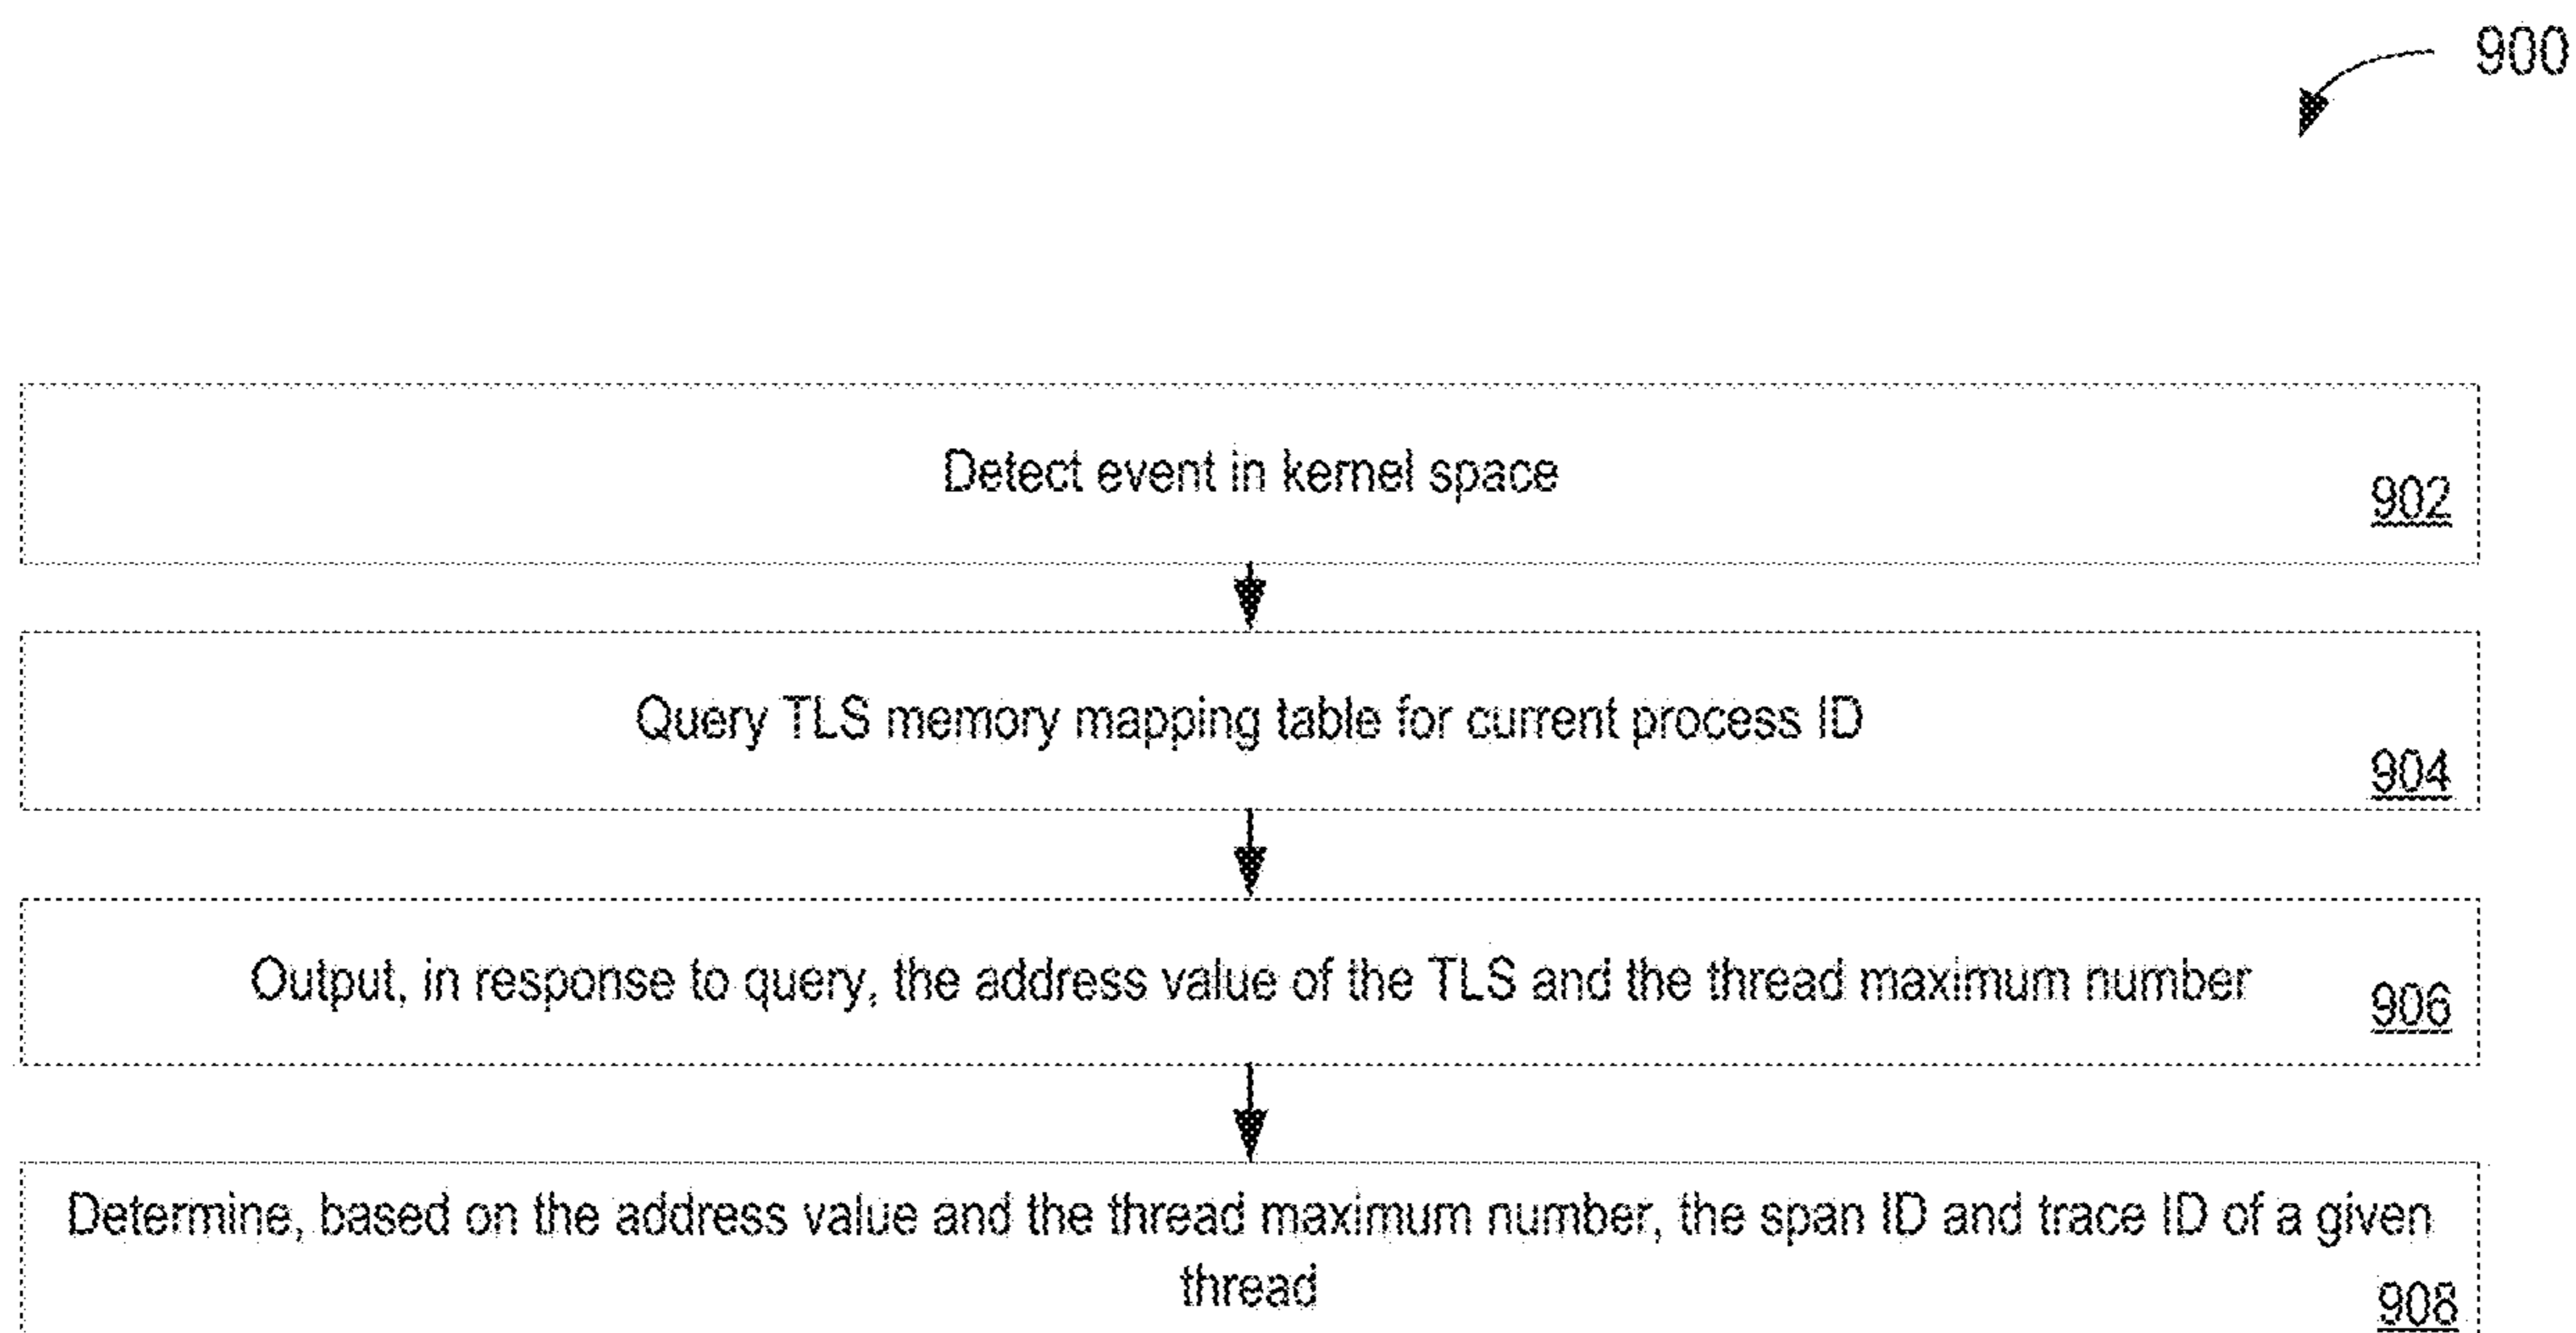 900
Detect event in kernel space
902
Query TLS memory mapping table for current process ID
904
Output, in response to query, the address value of the TLS and the thread maximum number
906
Determine, based on the address value and the thread maximum number, the span ID and trace ID of a given
thread
908